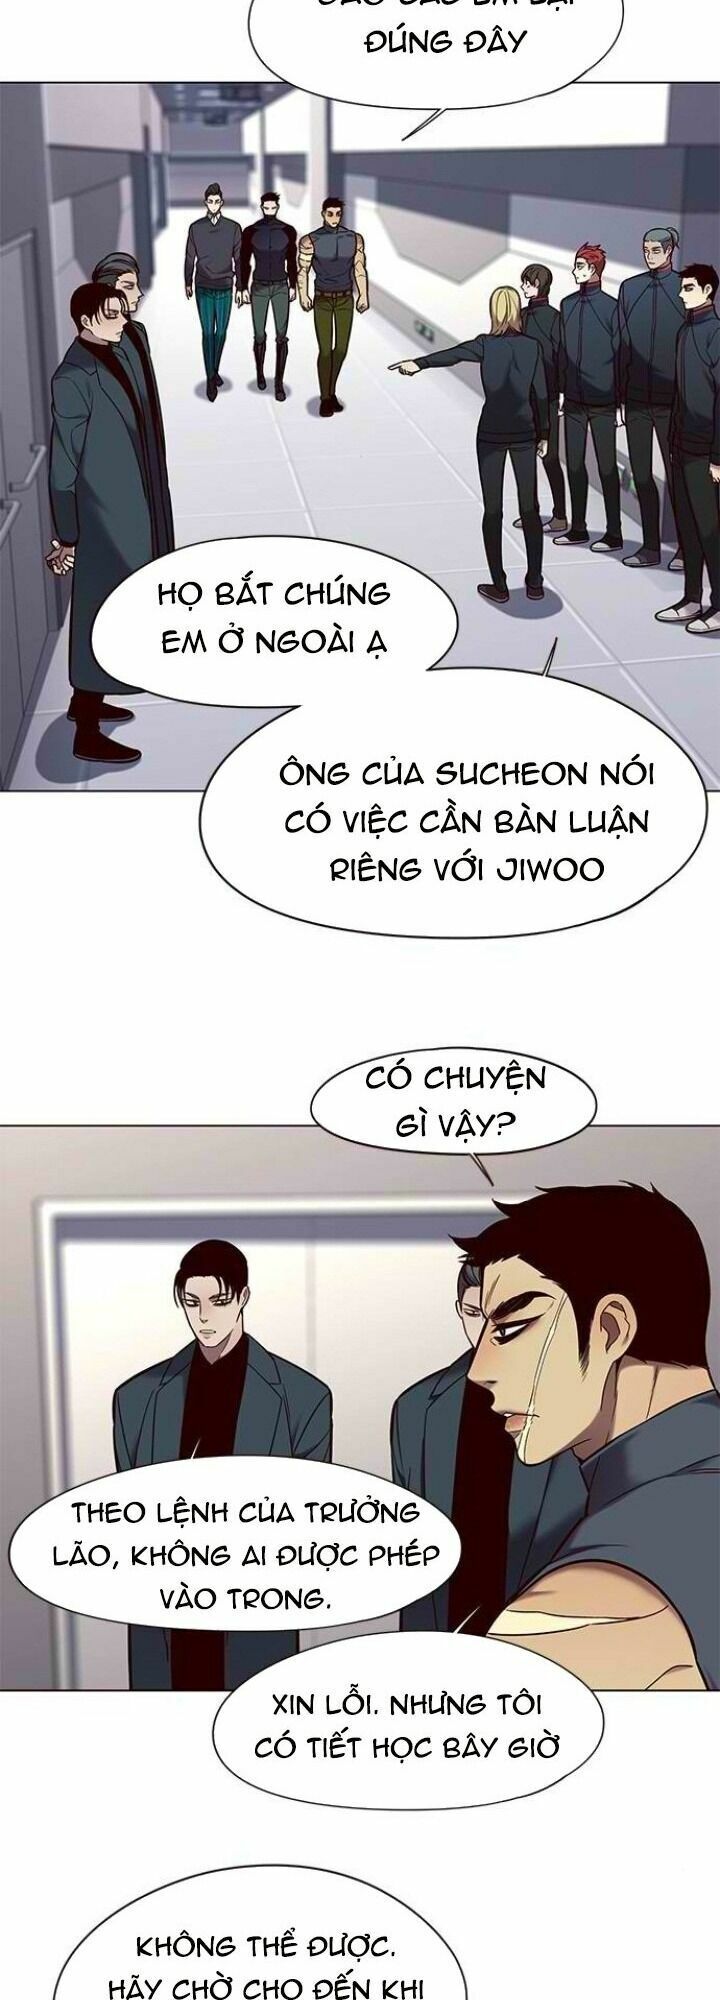 ĐÚNG ĐÂY
HỌ BẮT CHÚNG
EM Ở NGOÀI Ạ
ÔNG CỦA SUCHEON NÓI
CÓ VIỆC CẦN BÀN LUẬN
RIÊNG VỚI JIWOO
CÓ CHUYỆN
GÌ VẬY?
THEO LỆNH CỦA TRƯỞNG
LÃO, KHÔNG AI ĐƯỢC PHÉP
VÀO TRONG.
XIN LỖI. NHƯNG TÔI
CÓ TIẾT HỌC BÂY GIỜ
KHÔNG THỂ ĐƯỢC.
HÃY CHỜ CHO ĐẾN KHI